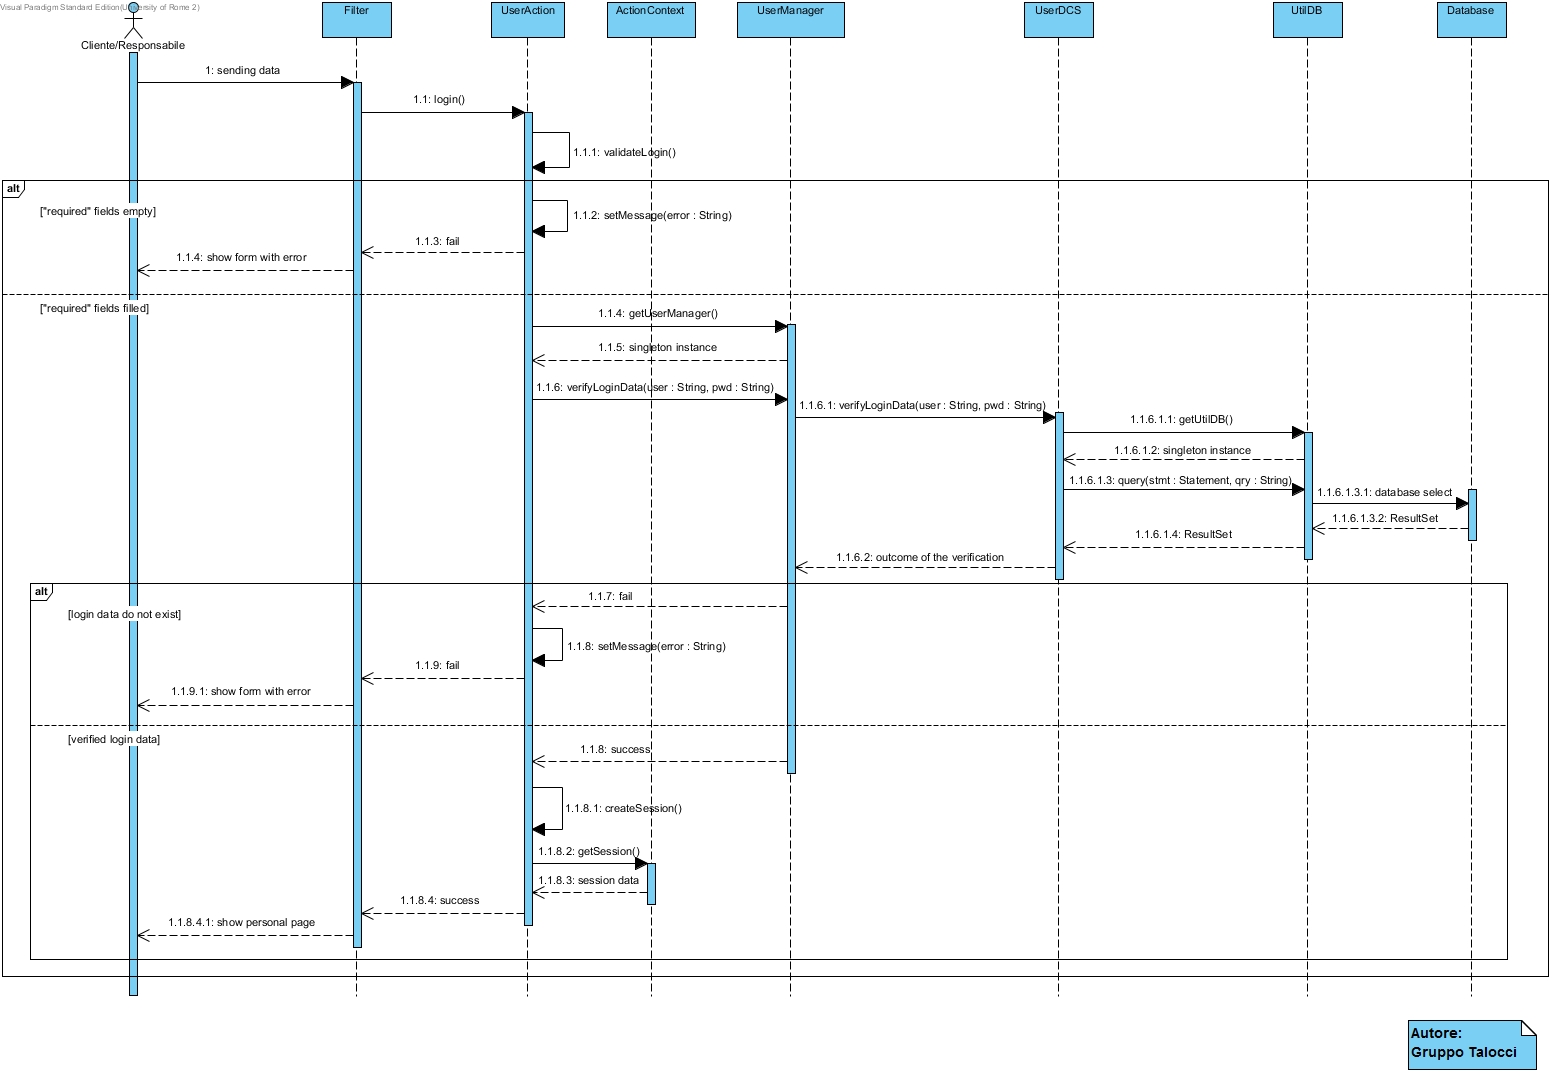 Visual Paradigm Standard Edition(University of Rome 2)
Cliente/Responsabile
Filter
UserAction
ActionContext
UserManager
UserDCS
UtilDB
Database
1: sending data
1.1: login()
1.1.1: validateLogin()
alt
["required" fields empty]
1.1.2: setMessage(error : String)
1.1.3: fail
1.1.4: show form with error
["required" fields filled]
1.1.4: getUserManager()
1.1.5: singleton instance
1.1.6: verifyLoginData(user : String, pwd : String)
1.1.6.1: verifyLoginData(user : String, pwd : String)
1.1.6.1.1: getUtilDB()
1.1.6.1.2: singleton instance
1.1.6.1.3: query(stmt : Statement, qry : String)
1.1.6.1.3.1: database select
1.1.6.1.3.2: ResultSet
1.1.6.1.4: ResultSet
1.1.6.2: outcome of the verification
alt
[login data do not exist]
1.1.7: fail
1.1.8: setMessage(error : String)
1.1.9: fail
1.1.9.1: show form with error
[verified login data]
1.1.8: success
1.1.8.1: createSession()
1.1.8.2: getSession()
1.1.8.3: session data
1.1.8.4: success
1.1.8.4.1: show personal page
Autore:
Gruppo Talocci